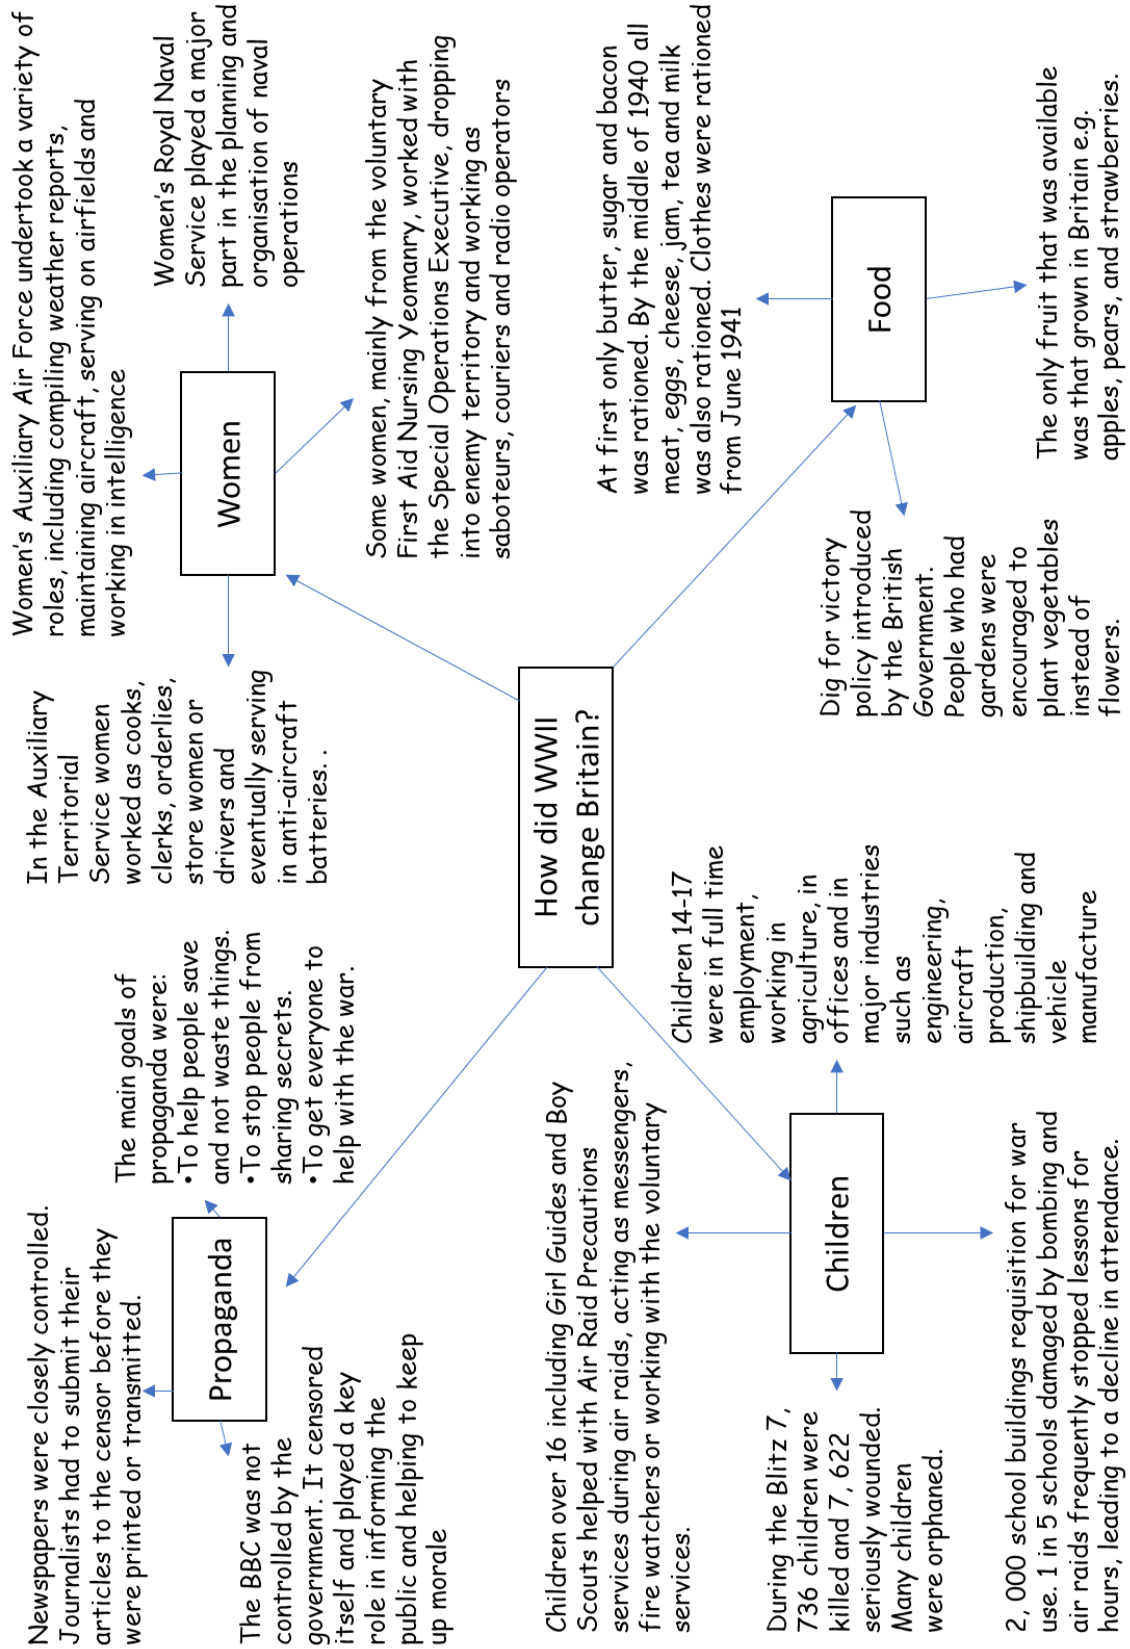 Newspapers were closely controlled.
Journalists had to submit their
articles to the censor before they
were printed or transmitted.
The main goals of
propaganda were:
•To help people save
and not waste things.
•To stop people from
sharing secrets.
•To get everyone to
help with the war.
Propaganda
The BBC was not
controlled by the
government. It censored
itself and played a key
role in informing the
public and helping to keep
up morale
In the Auxiliary
Territorial
Service women
worked as cooks,
clerks, orderlies,
store women or
drivers and
eventually serving
in anti-aircraft
batteries. .
Women's Auxiliary Air Force undertook a variety of
roles, including compiling weather reports,
maintaining aircraft, serving on airfields and
working in intelligence
Women
Women's Royal Naval
Service played a major
part in the planning and
organisation of naval
operations
Some women, mainly from the voluntary
First Aid Nursing Yeomanry, worked with
the Special Operations Executive, dropping
into enemy territory and working as
saboteurs, couriers and radio operators
How did WWII
change Britain?
Children over 16 including Girl Guides and Boy
Scouts helped with Air Raid Precautions
services during air raids, acting as messengers,
fire watchers or working with the voluntary
services.
Children 14-17
were in full time
employment,
working in
agriculture, in
offices and in
major industries
such as
engineering,
aircraft
production,
shipbuilding and
vehicle
manufacture
Children
During the Blitz 7,
736 children were
killed and 7, 622
seriously wounded.
Many children
were orphaned.
2, 000 school buildings requisition for war
use. 1 in 5 schools damaged by bombing and
air raids frequently stopped lessons for
hours, leading to a decline in attendance.
At first only butter, sugar and bacon
was rationed. By the middle of 1940 all
meat, eggs, cheese, jam, tea and milk
was also rationed. Clothes were rationed
from June 1941
Food
Dig for victory
policy introduced
by the British
Government.
People who had
gardens were
encouraged to
plant vegetables
instead of
flowers.
The only fruit that was available
was that grown in Britain e.g.
apples, pears, and strawberries.